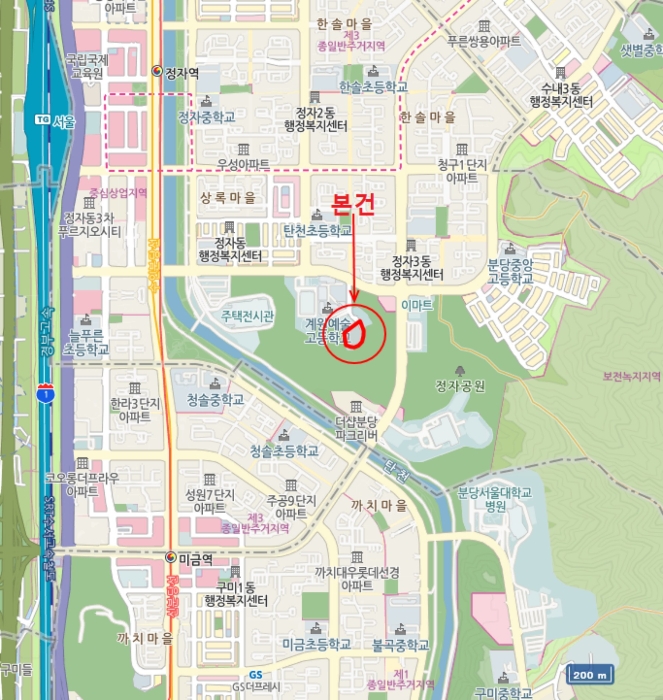 아파트
한솔마을
제3
종일반주거지역
푸르쌍용아파트
샛별중학
국립국제
교육원
정자역
한솔초등학교
수내3동
행정복지센터
TG 서울
정자중학교
정자2동
행정복지센터
한솔마을
우성아파트
청구1단지
아파트
중심상업지역
상록마을
본건
정자동3차
푸르지오시티
탄천초등학교
정자동
행정복지센터
정자3동
행정복지센터
분당중앙
고등학교
경부고속
주택전시관
계원예술
고등학교
이마트
늘푸른
초등학교
보전녹지지역
1
정자공원
한라3단지
아파트
청솔중학교
더샵분당
파크리버
청솔초등학교
탄천
코오롱더프라우
아파트
성원7단지
아파트
주공9단지
아파트
까치마을
분당서울대학교
병원
제3
종일반주거지역
미금역
까치대우롯데선경
아파트
구미1동
행정복지센터
까치마을
미금초등학교
불곡중학교
구미들
GS
GS더프레시
제1
종일반주거지역
구미중학교
200 m